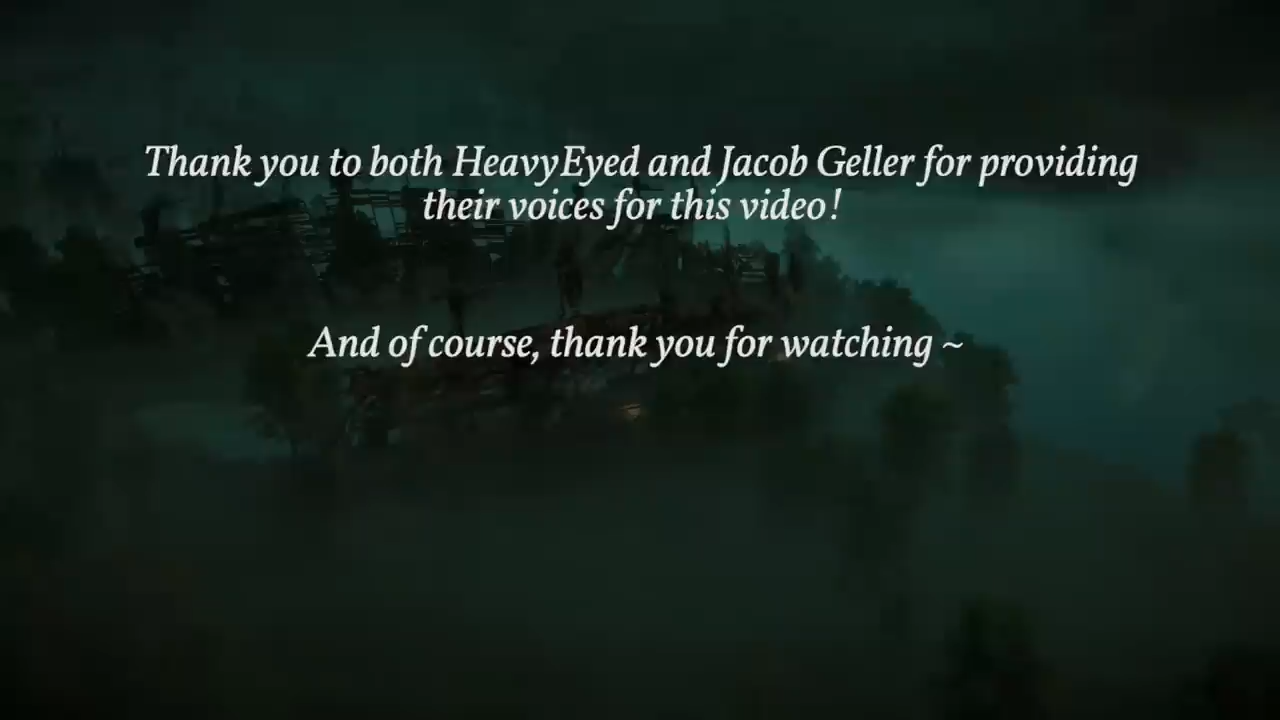 Thank you to both HeavyEyed and Jacob Geller for providing
their voices for this video!
And of course, thank you for watching ~